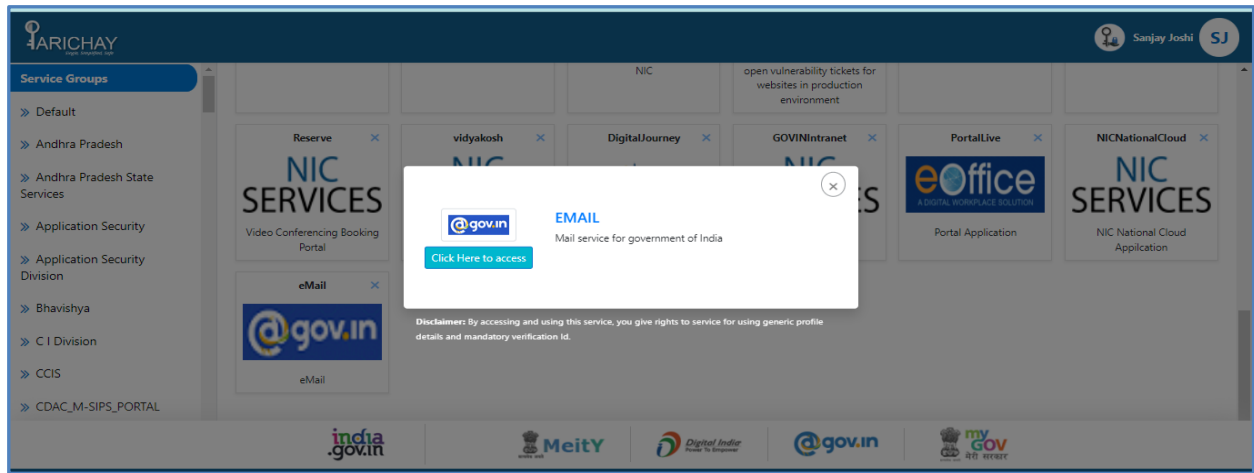 PARICHAY
Sanjay Joshi
SJ
Service Groups
Default
Andhra Pradesh
Andhra Pradesh State
Services
Application Security
Application Security
Division
Bhavishya
C I Division
CCIS
CDAC_M-SIPS_PORTAL
NIC
open vulnerability tickets for
websites in production
environment
Reserve
NIC
SERVICES
Video Conferencing Booking
Portal
vidyakosh
DigitalJourney
GOVINIntranet
PortalLive
eOffice
A DIGITAL WORKPLACE SOLUTION
Portal Application
NICNationalCloud
NIC
SERVICES
NIC National Cloud
Applcation
eMail
@gov.in
eMail
@gov.in
Click Here to access
EMAIL
Mail service for government of India
Disclaimer: By accessing and using this service, you give rights to service for using generic profile
details and mandatory verification Id.
india
.gov.in
MeitY
Digital India
Power To Empower
@gov.in
my
GOV
मेरी सरकार